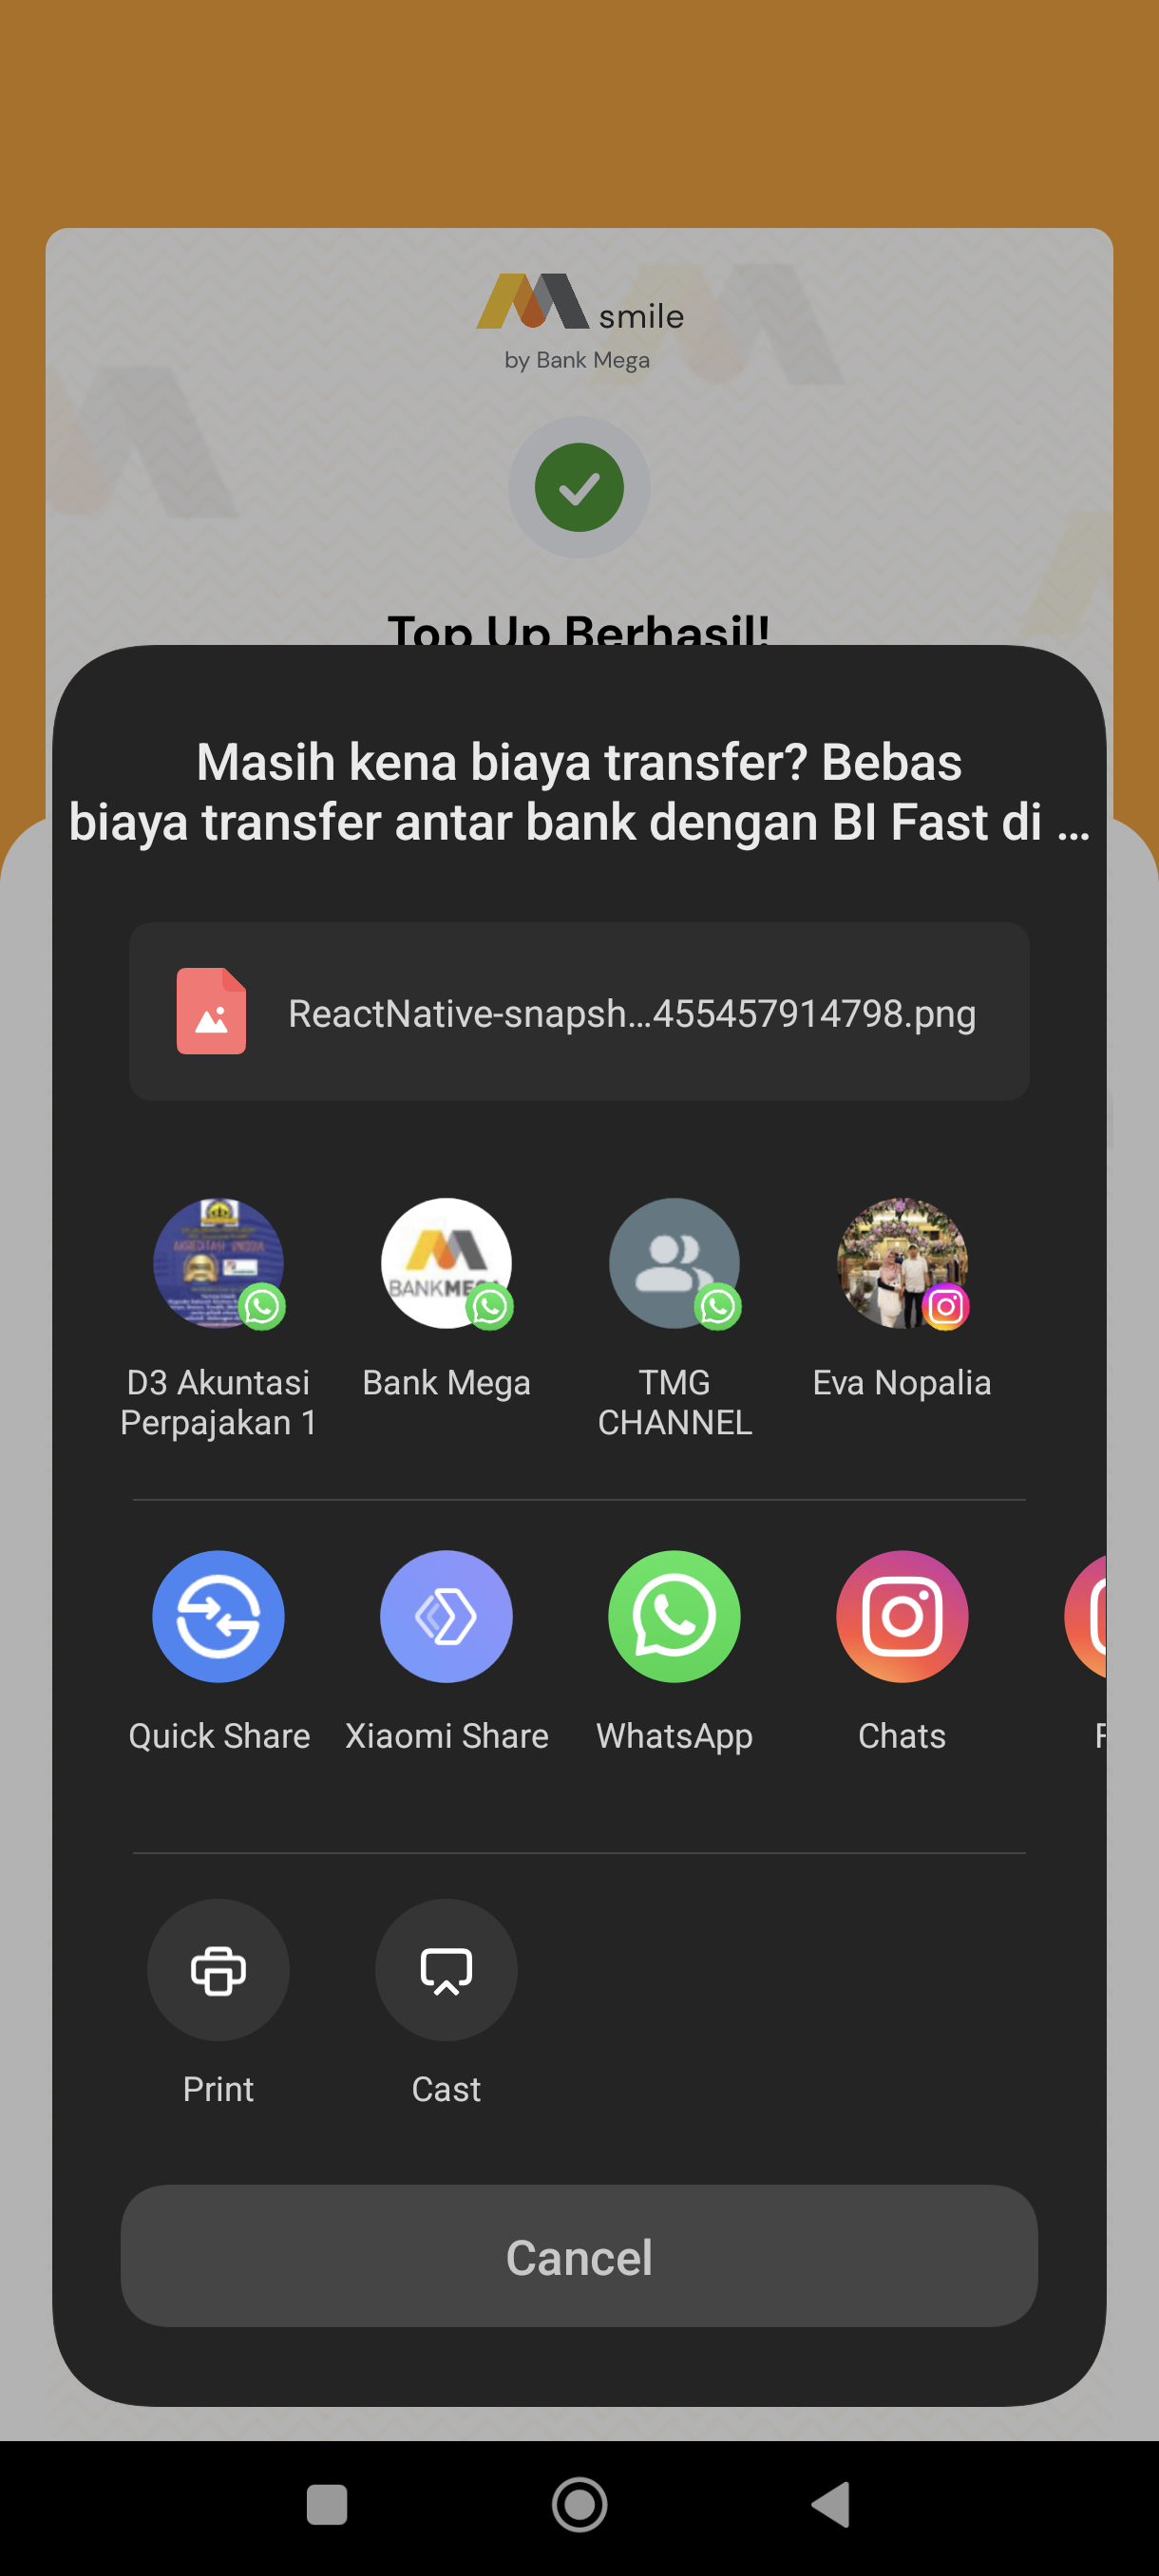 smile
by Bank Mega
Top Up Berhasil!
Masih kena biaya transfer? Bebas
biaya transfer antar bank dengan BI Fast di ...
ReactNative-snapsh...455457914798.png
BANKMEGA
D3 Akuntasi
Perpajakan 1
Bank Mega
TMG
CHANNEL
Eva Nopalia
Quick Share
Xiaomi Share
WhatsApp
Chats
Print
Cast
Cancel